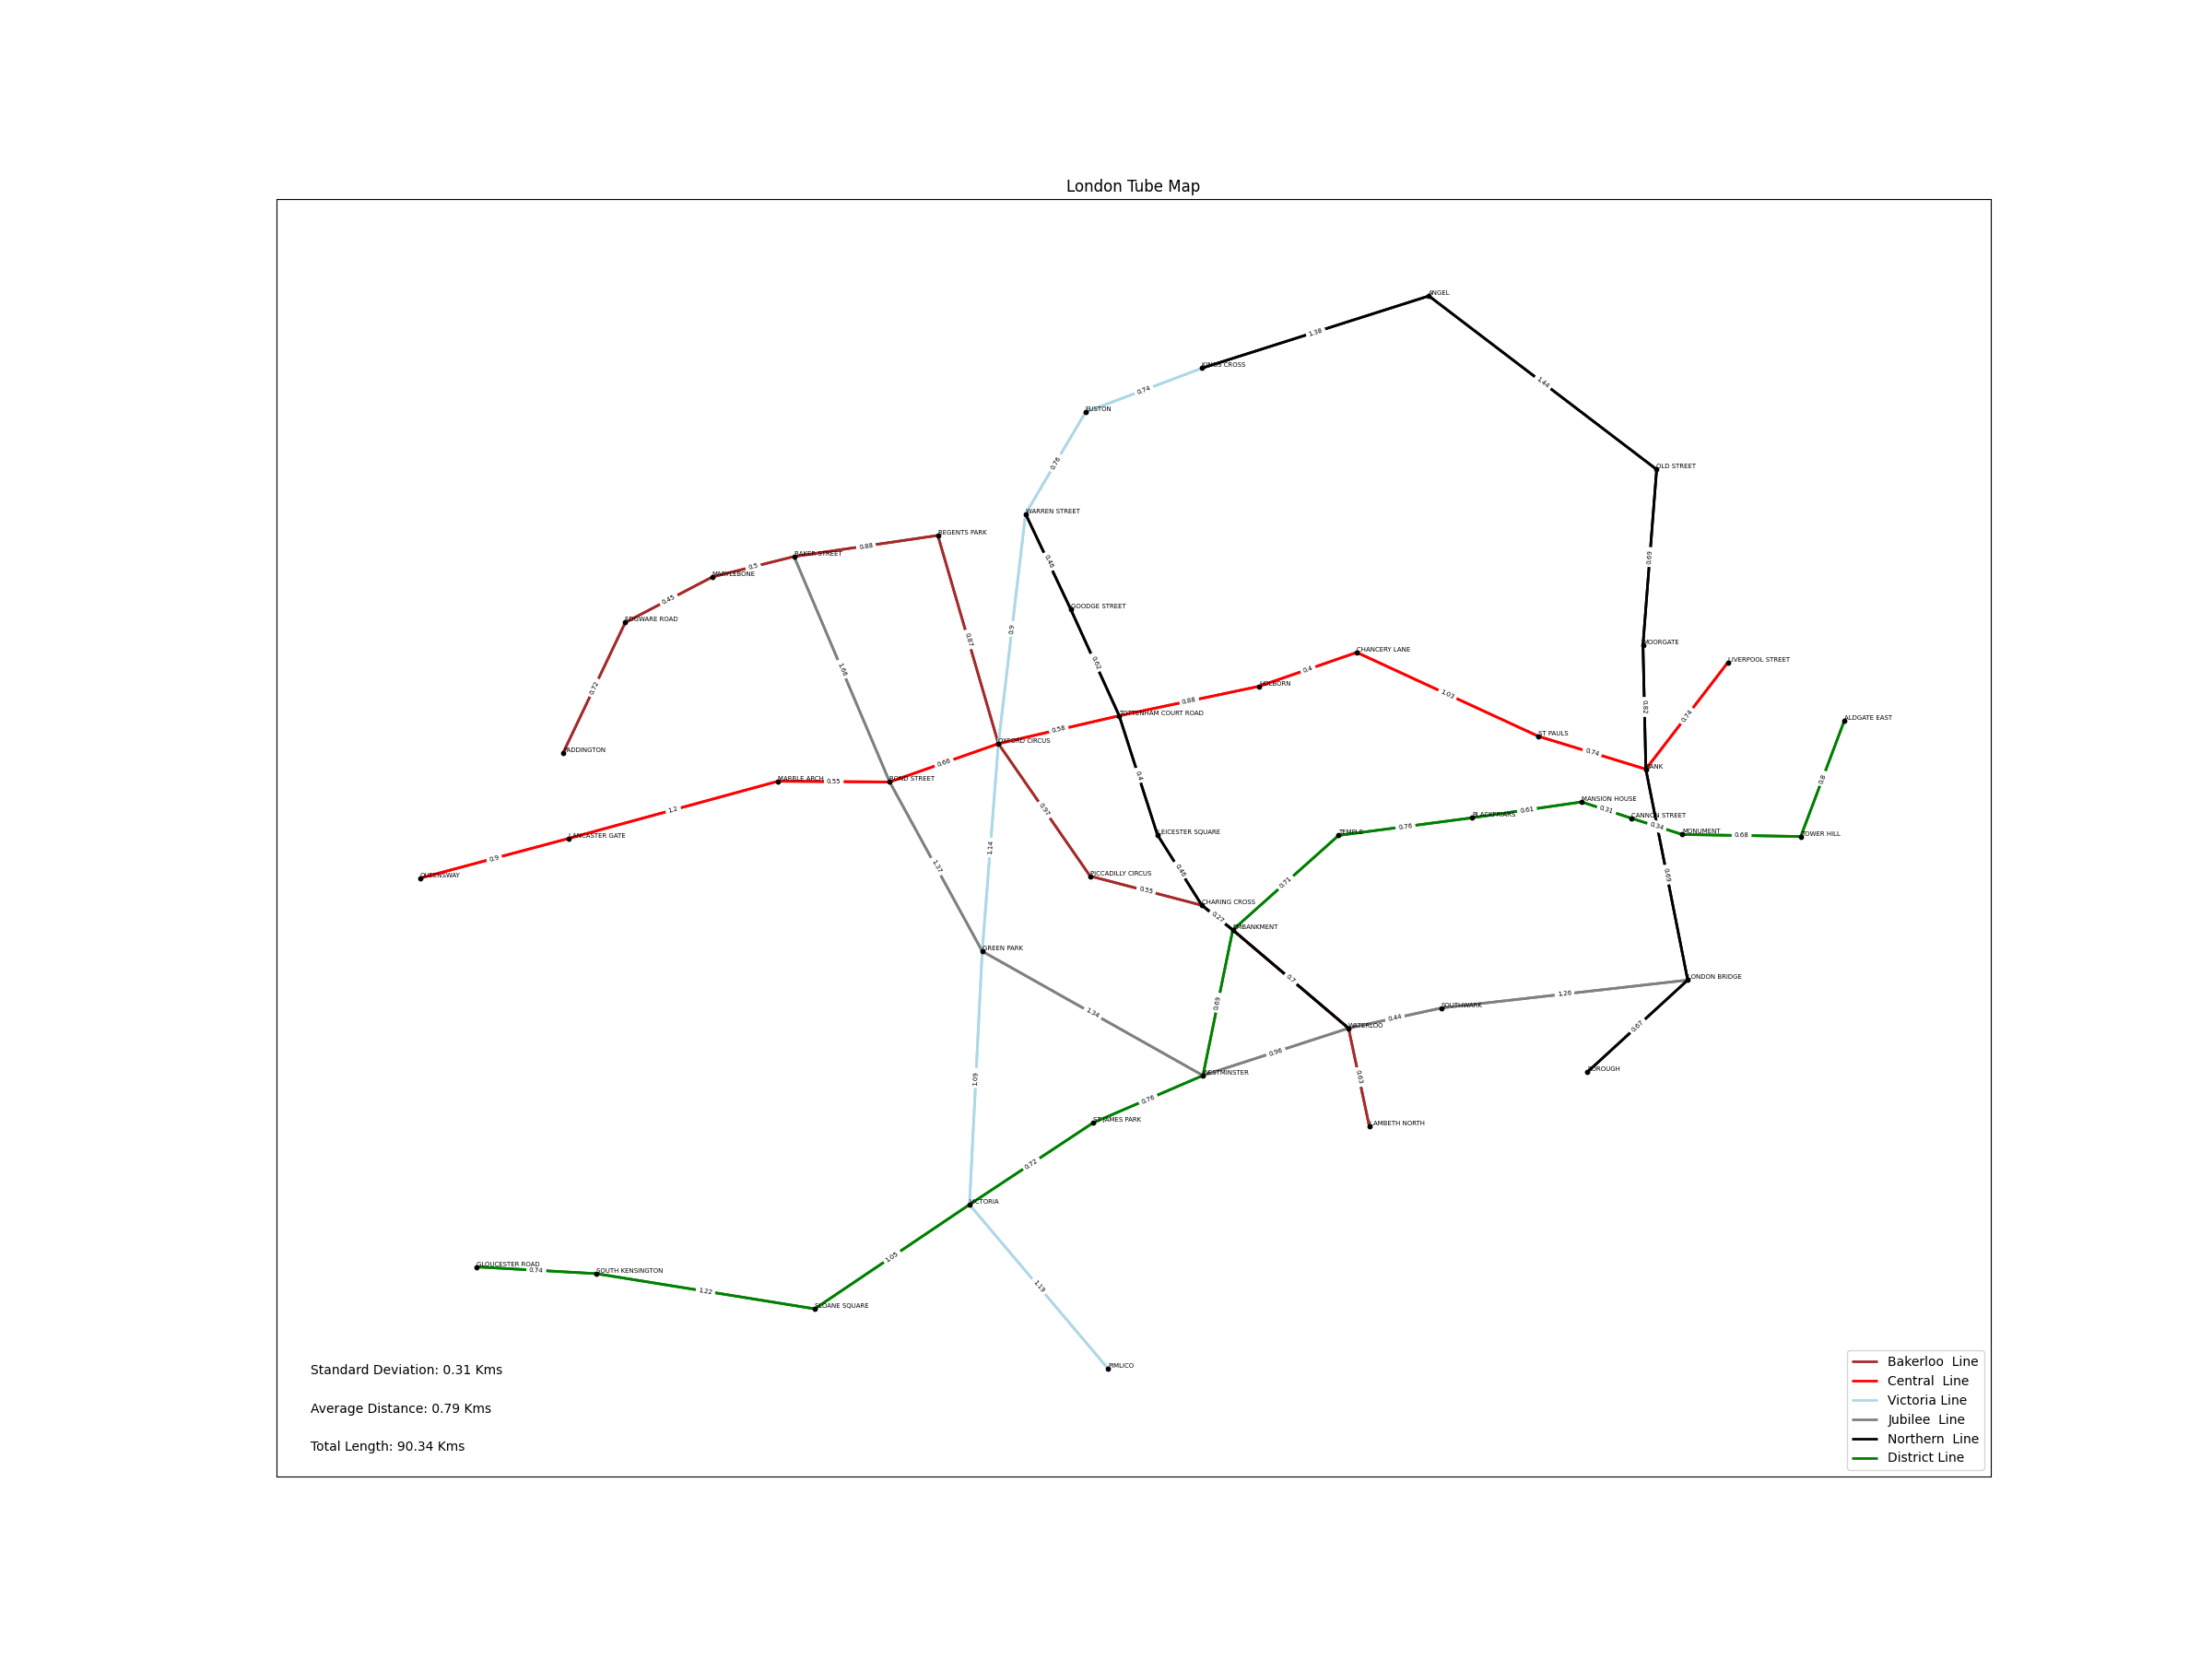 London Tube Map
ANGEL
1.38
KINGS CROSS
0.74
1.44
EUSTON
0.76
OLD STREET
WARREN STREET
REGENTS PARK
0.88
BAKER STREET
0.46
0.69
0.5
MARYLEBONE
0.45
GOODGE STREET
EDGWARE ROAD
0.9
0.87
MOORGATE
CHANCERY LANE
LIVERPOOL STREET
0.62
1.66
0.4
HOLBORN
0.72
1.03
0.88
0.82
TOTTENHAM COURT ROAD
0.74
ALDGATE EAST
0.58
ST PAULS
OXFORD CIRCUS
PADDINGTON
0.74
0.66
BANK
0.4
MARBLE ARCH
0.55
BOND STREET
0.8
MANSION HOUSE
1.2
0.97
0.61
0.31
BLACKFRIARS
CANNON STREET
0.76
0.34
LANCASTER GATE
LEICESTER SQUARE
TEMPLE
MONUMENT
0.68
TOWER HILL
1.14
0.9
1.37
0.46
QUEENSWAY
PICCADILLY CIRCUS
0.55
0.71
0.69
CHARING CROSS
0.27
EMBANKMENT
GREEN PARK
0.7
LONDON BRIDGE
1.26
0.69
SOUTHWARK
1.34
0.44
WATERLOO
0.67
0.96
WESTMINSTER
BOROUGH
1.09
0.63
0.76
ST JAMES PARK
LAMBETH NORTH
0.72
VICTORIA
1.05
GLOUCESTER ROAD
0.74
SOUTH KENSINGTON
1.22
1.19
SLOANE SQUARE
PIMLICO
Standard Deviation: 0.31 Kms
Average Distance: 0.79 Kms
Total Length: 90.34 Kms
Bakerloo  Line
Central  Line
Victoria Line
Jubilee  Line
Northern  Line
District Line